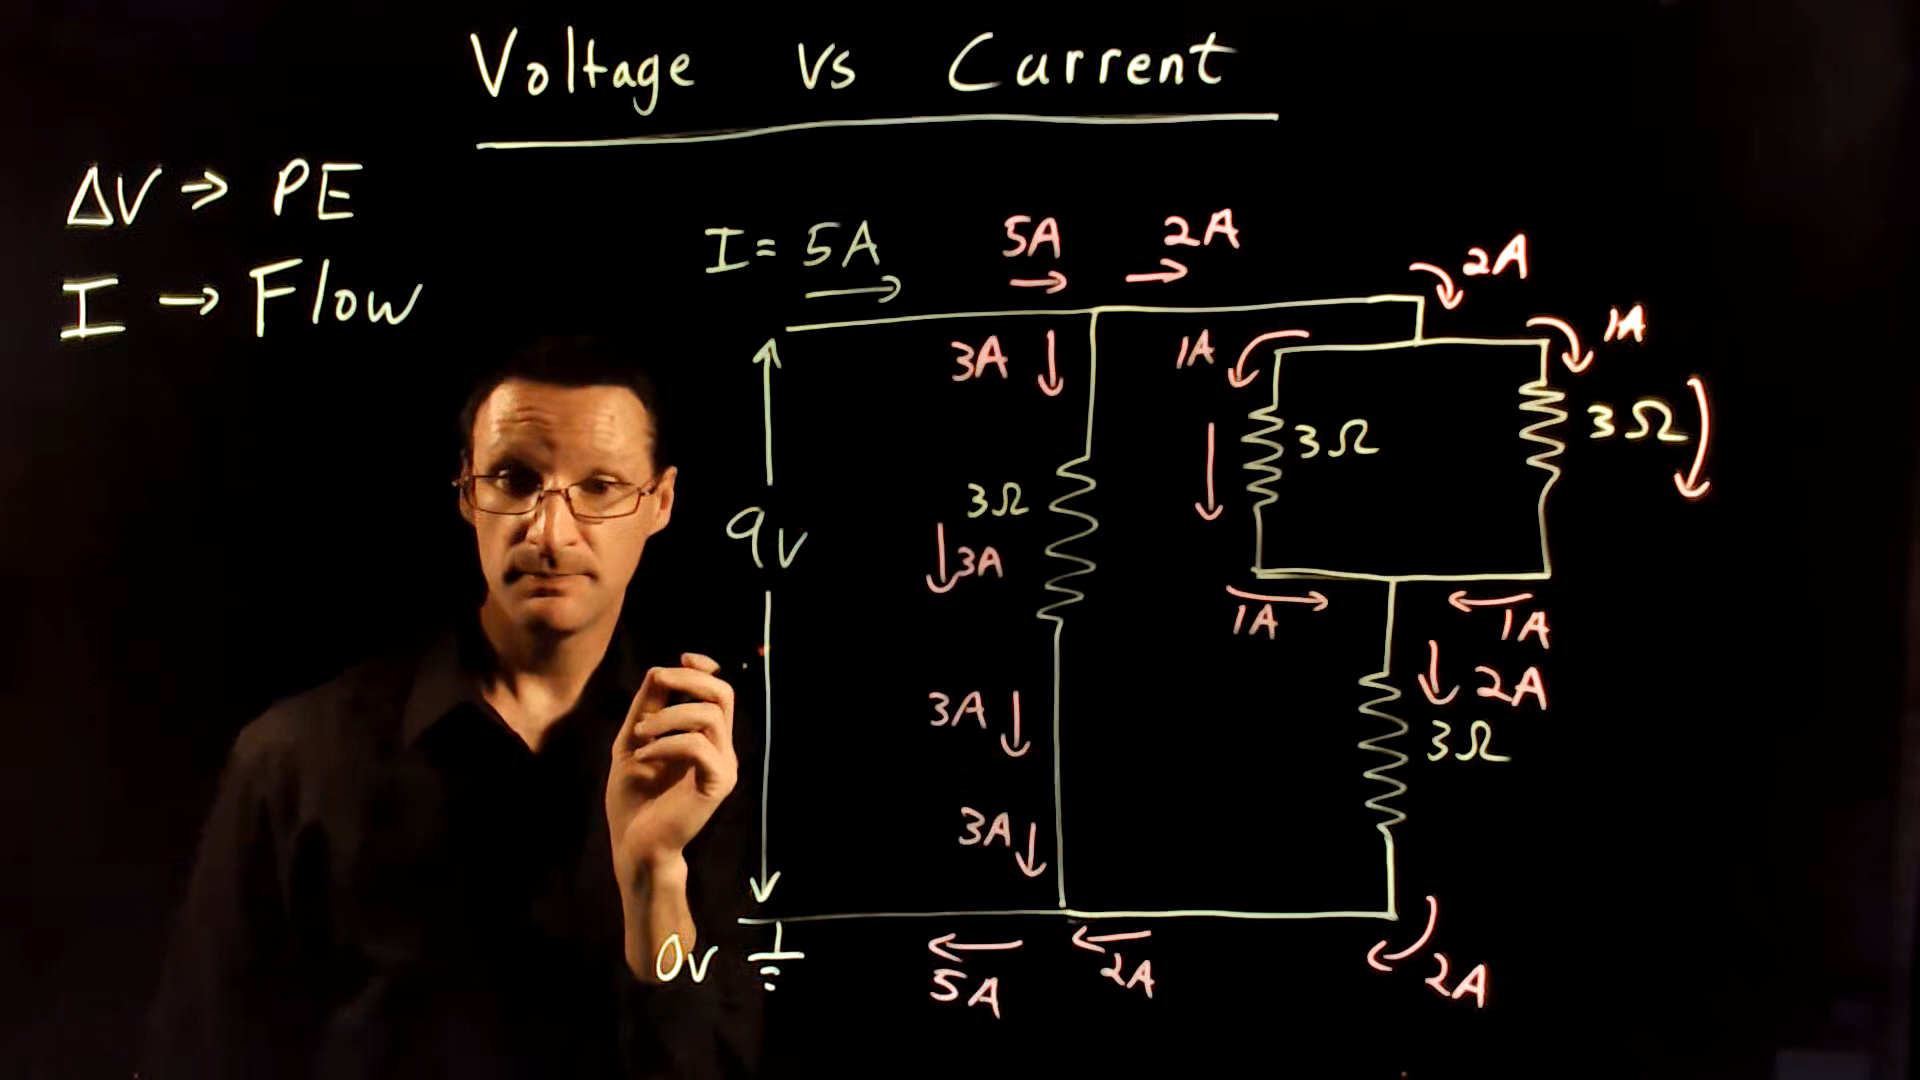 Voltage vs Current
ΔV → PE
I → Flow
I = 5A
5A
2A
2A
3A
1A
1A
3Ω
3Ω
9v
3Ω
3A
1A
1A
2A
3Ω
3A
3A
0v
5A
2A
2A